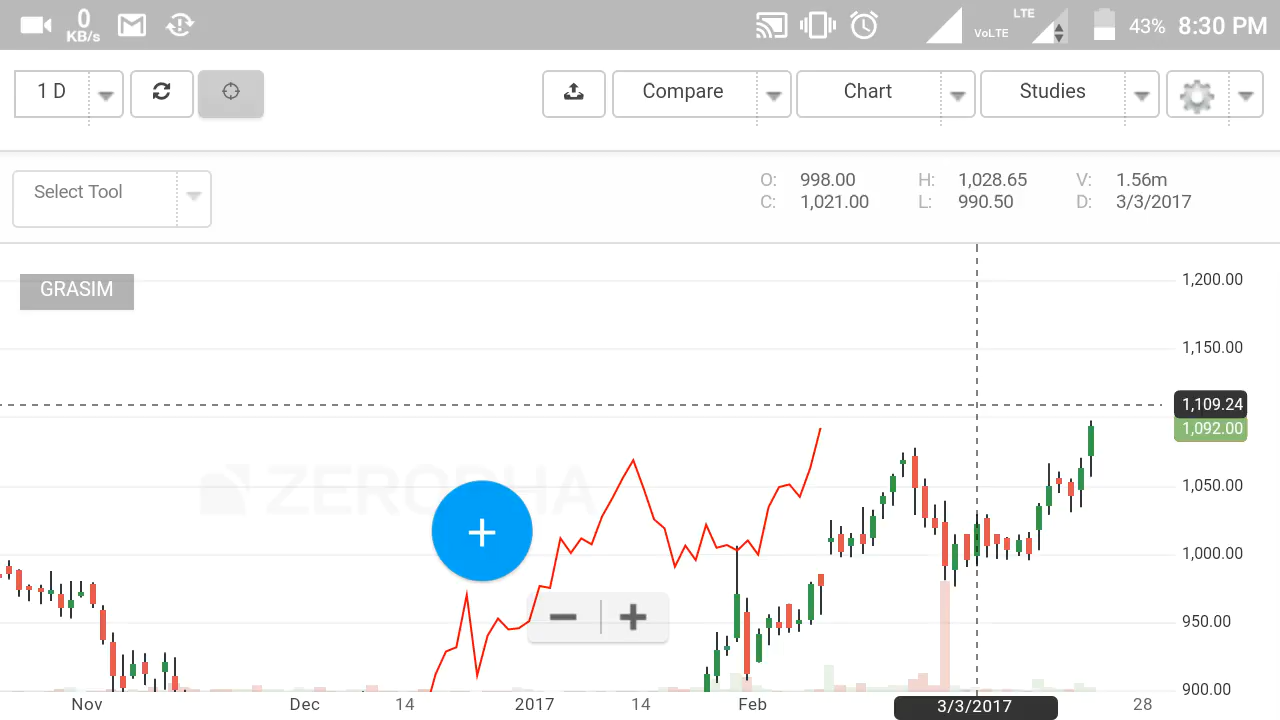 0
KB/s
VoLTE
LTE
43%
8:30 PM
1 D
Compare
Chart
Studies
Select Tool
O: 998.00 H: 1,028.65 V: 1.56m
C: 1,021.00 L: 990.50 D: 3/3/2017
GRASIM
1,200.00
1,150.00
1,109.24
1,092.00
ZERODHA
1,050.00
1,000.00
950.00
900.00
Nov Dec 14 2017 14 Feb 3/3/2017 28